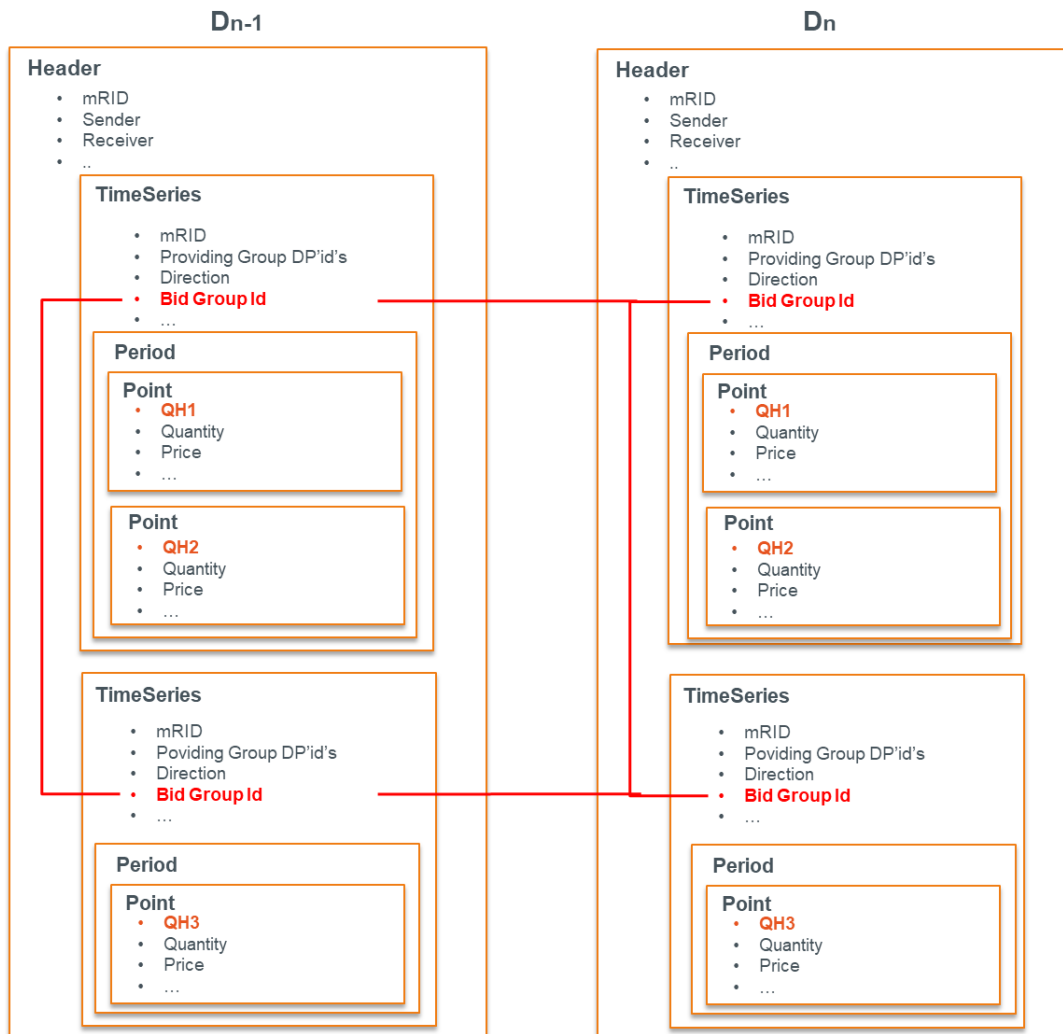 Dn-1
Header
• mRID
• Sender
• Receiver
• ..
TimeSeries
• mRID
• Providing Group DP'id's
• Direction
• Bid Group Id
• …
Period
Point
• QH1
• Quantity
• Price
• …
Point
• QH2
• Quantity
• Price
• …
TimeSeries
• mRID
• Poviding Group DP'id's
• Direction
• Bid Group Id
• …
Period
Point
• QH3
• Quantity
• Price
• …
Dn
Header
• mRID
• Sender
• Receiver
• ..
TimeSeries
• mRID
• Providing Group DP'id's
• Direction
• Bid Group Id
• …
Period
Point
• QH1
• Quantity
• Price
• …
Point
• QH2
• Quantity
• Price
• …
TimeSeries
• mRID
• Poviding Group DP'id's
• Direction
• Bid Group Id
• …
Period
Point
• QH3
• Quantity
• Price
• …